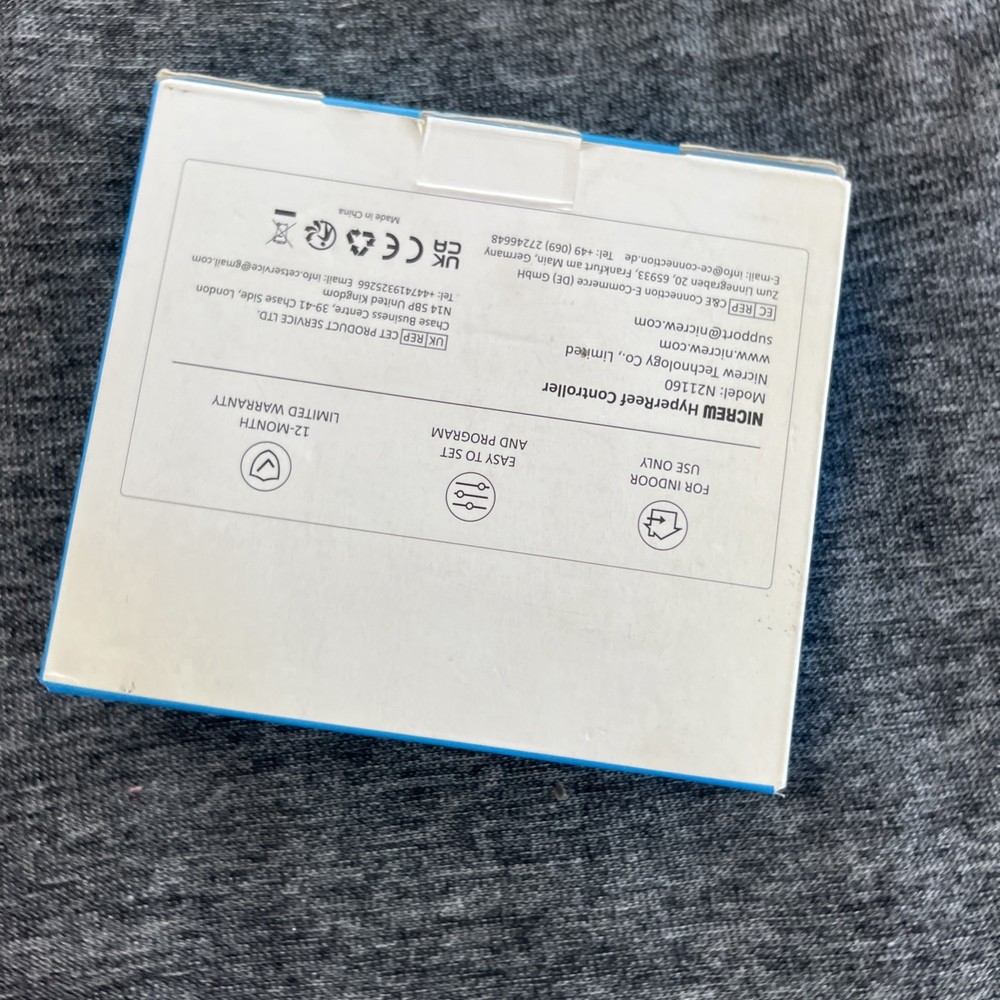 FOR INDOOR
USE ONLY
EASY TO SET
AND PROGRAM
12-MONTH
LIMITED WARRANTY
NICREW HyperReef Controller
Model: N21160
Nicrew Technology Co., Limited
www.nicrew.com
support@nicrew.com
EC REP C&E Connection E-Commerce (DE) GmbH
Zum Linnegraben 20, 65933, Frankfurt am Main, Germany
E-mail: info@ce-connection.de Tel: +49 (069) 27246648
UK REP CET PRODUCT SERVICE LTD.
Chase Business Centre, 39-41 Chase Side, London
N14 5BP United Kingdom
Tel: +447419325266 Email: info.cetservice@gmail.com
UK
CA
CE
Made in China